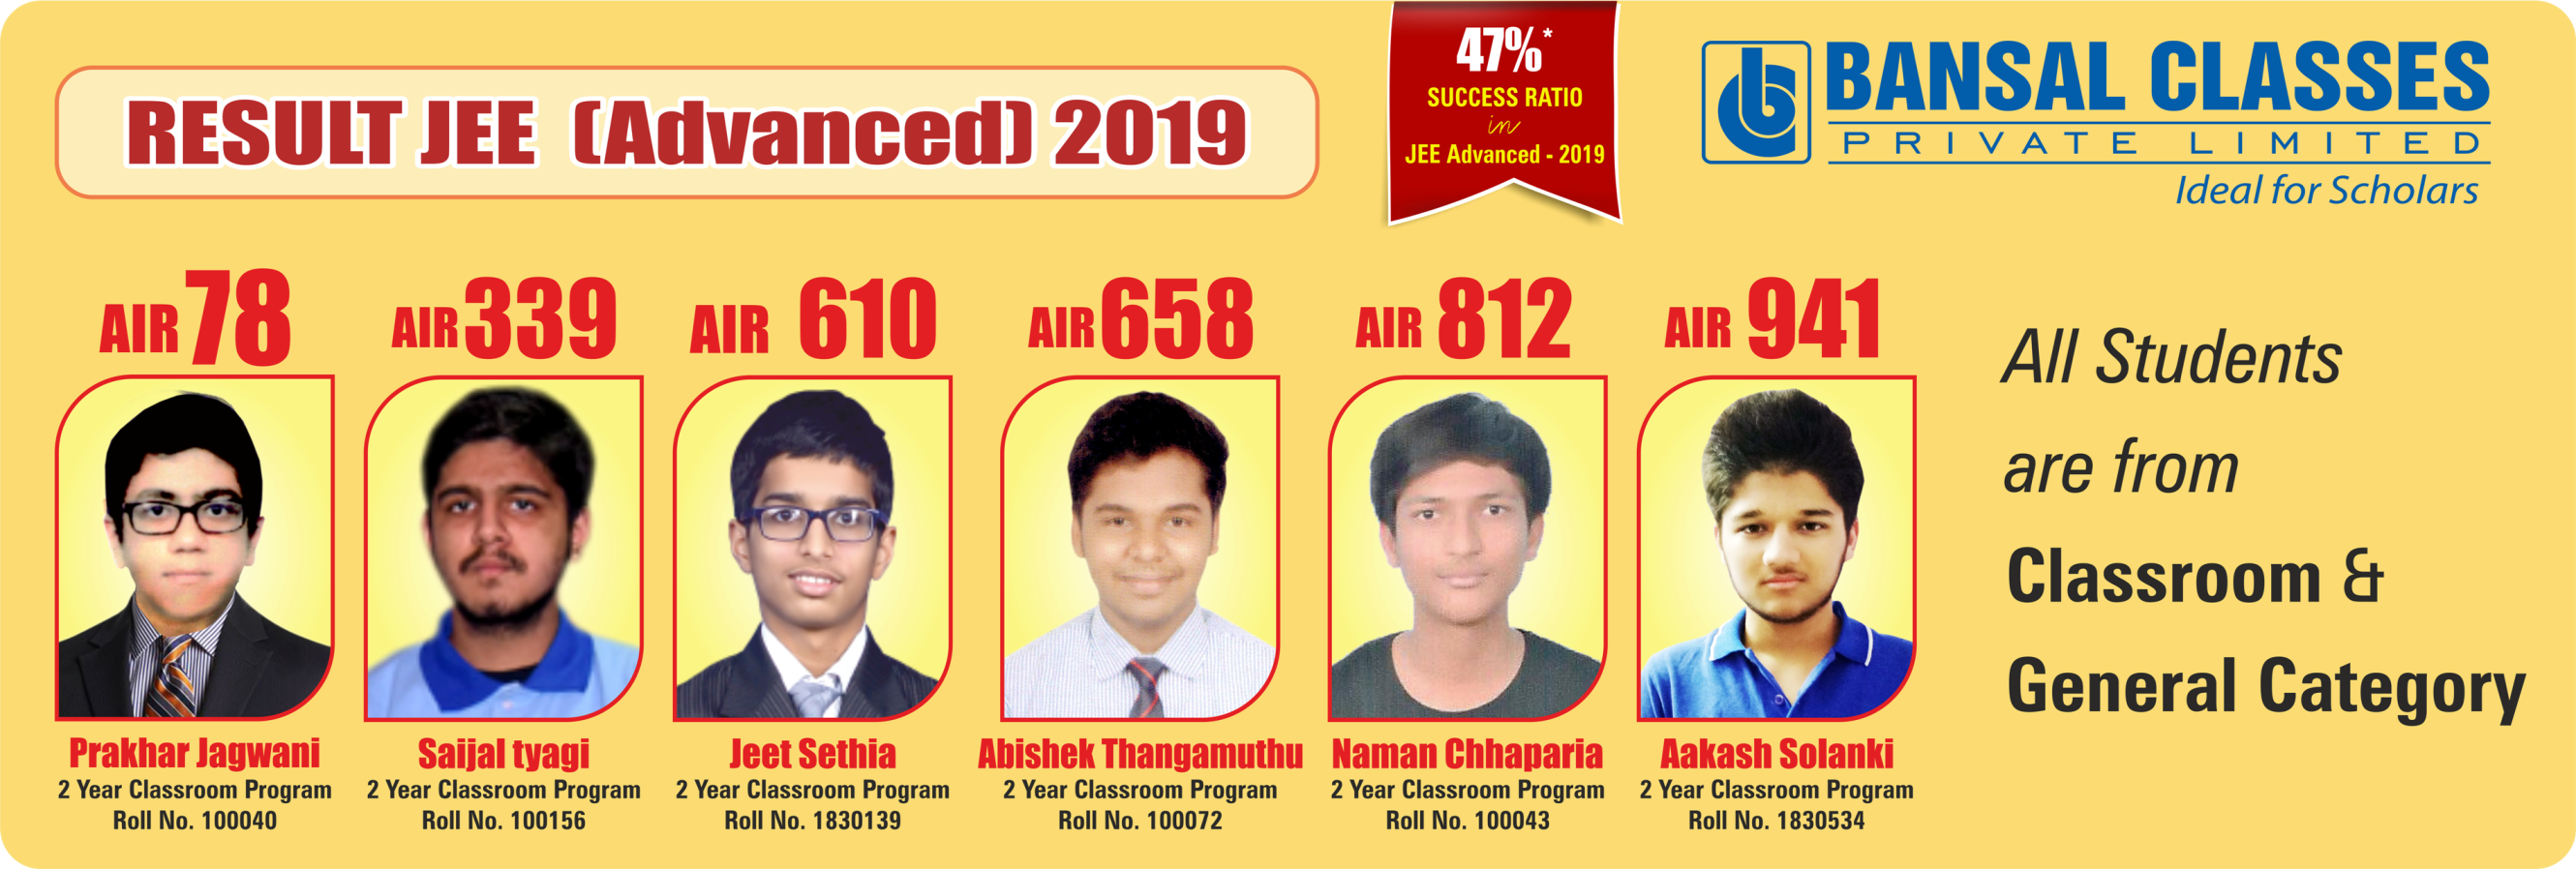 RESULT JEE (Advanced) 2019
47%*
SUCCESS RATIO
in
JEE Advanced - 2019
BANSAL CLASSES
PRIVATE LIMITED
Ideal for Scholars
AIR 78
AIR 339
AIR 610
AIR 658
AIR 812
AIR 941
Prakhar Jagwani
2 Year Classroom Program
Roll No. 100040
Saijal tyagi
2 Year Classroom Program
Roll No. 100156
Jeet Sethia
2 Year Classroom Program
Roll No. 1830139
Abishek Thangamuthu
2 Year Classroom Program
Roll No. 100072
Naman Chhaparia
2 Year Classroom Program
Roll No. 100043
Aakash Solanki
2 Year Classroom Program
Roll No. 1830534
All Students
are from
Classroom &
General Category